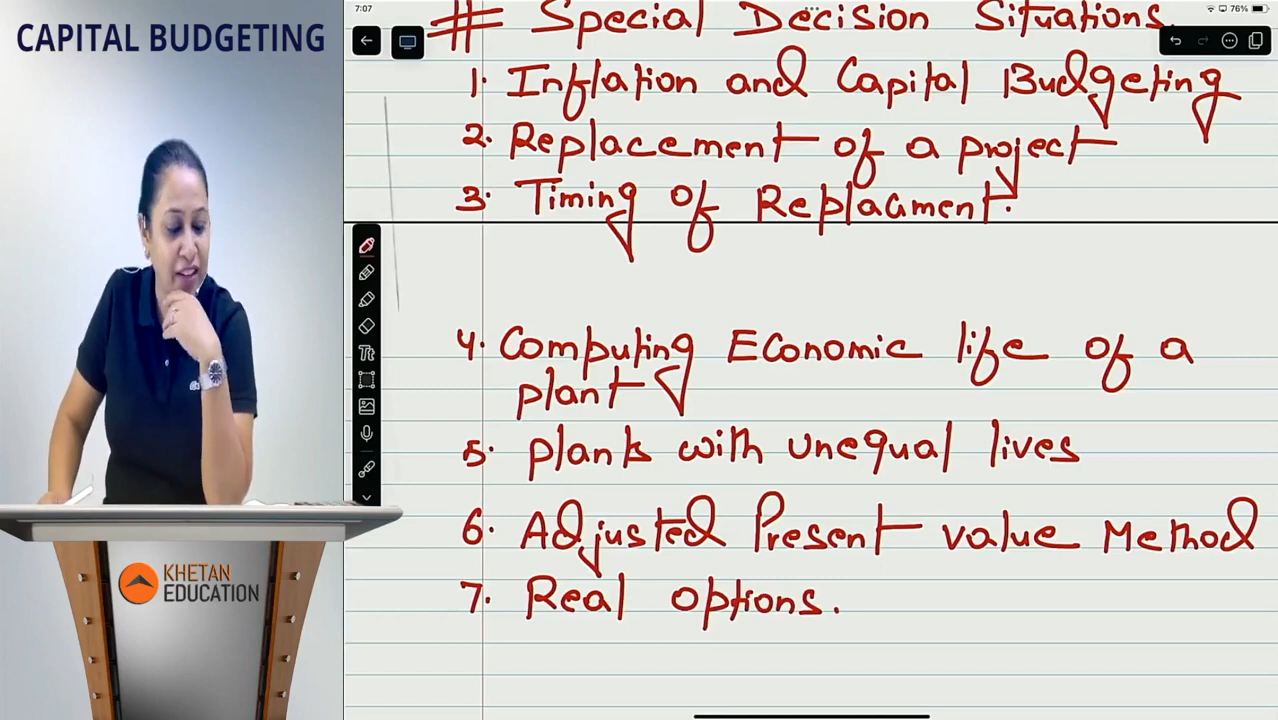 CAPITAL BUDGETING
7:07
76%
# Special Decision Situations.
1. Inflation and Capital Budgeting
2. Replacement of a project
3. Timing of Replacment.
Tt
4. Computing Economic life of a
plant
5. plants with unequal lives
6. Adjusted Present value Method
7. Real options.
KHETAN
EDUCATION